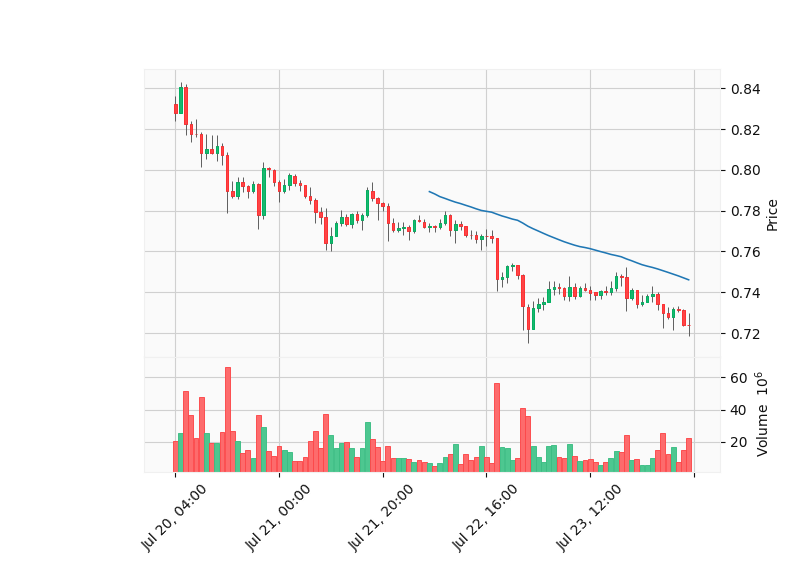 0.84
0.82
0.80
0.78
0.76
0.74
0.72
Price
60
40
20
Volume 10⁶
Jul 20, 04:00
Jul 21, 00:00
Jul 21, 20:00
Jul 22, 16:00
Jul 23, 12:00